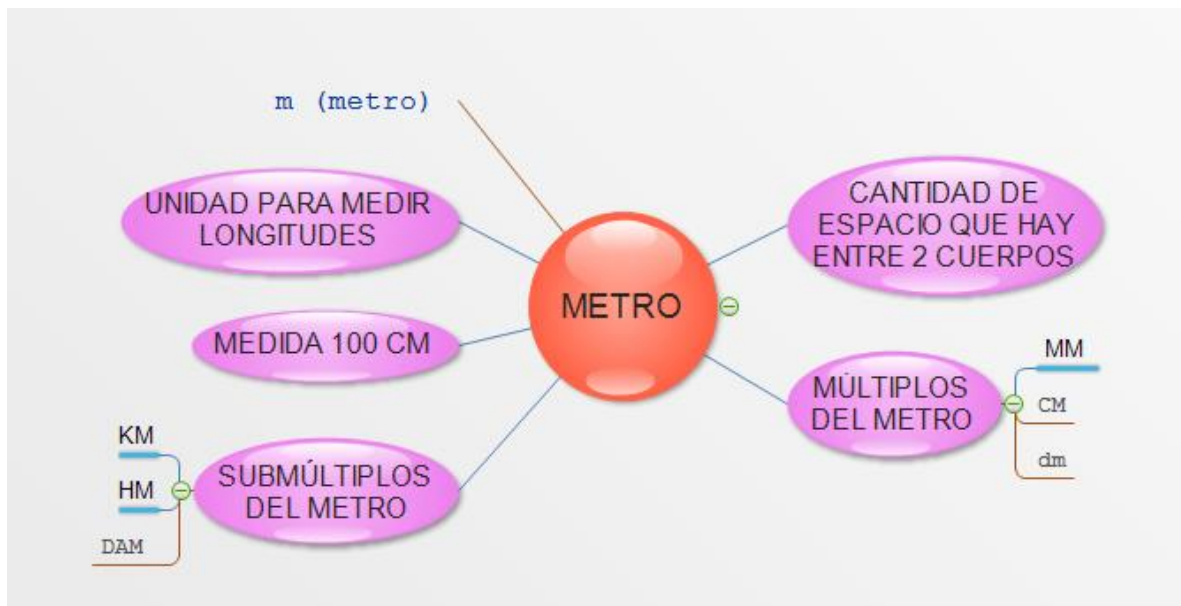 m (metro)
UNIDAD PARA MEDIR
LONGITUDES
MEDIDA 100 CM
SUBMÚLTIPLOS
DEL METRO
KM
HM
DAM
METRO
CANTIDAD DE
ESPACIO QUE HAY
ENTRE 2 CUERPOS
MÚLTIPLOS
DEL METRO
MM
CM
dm